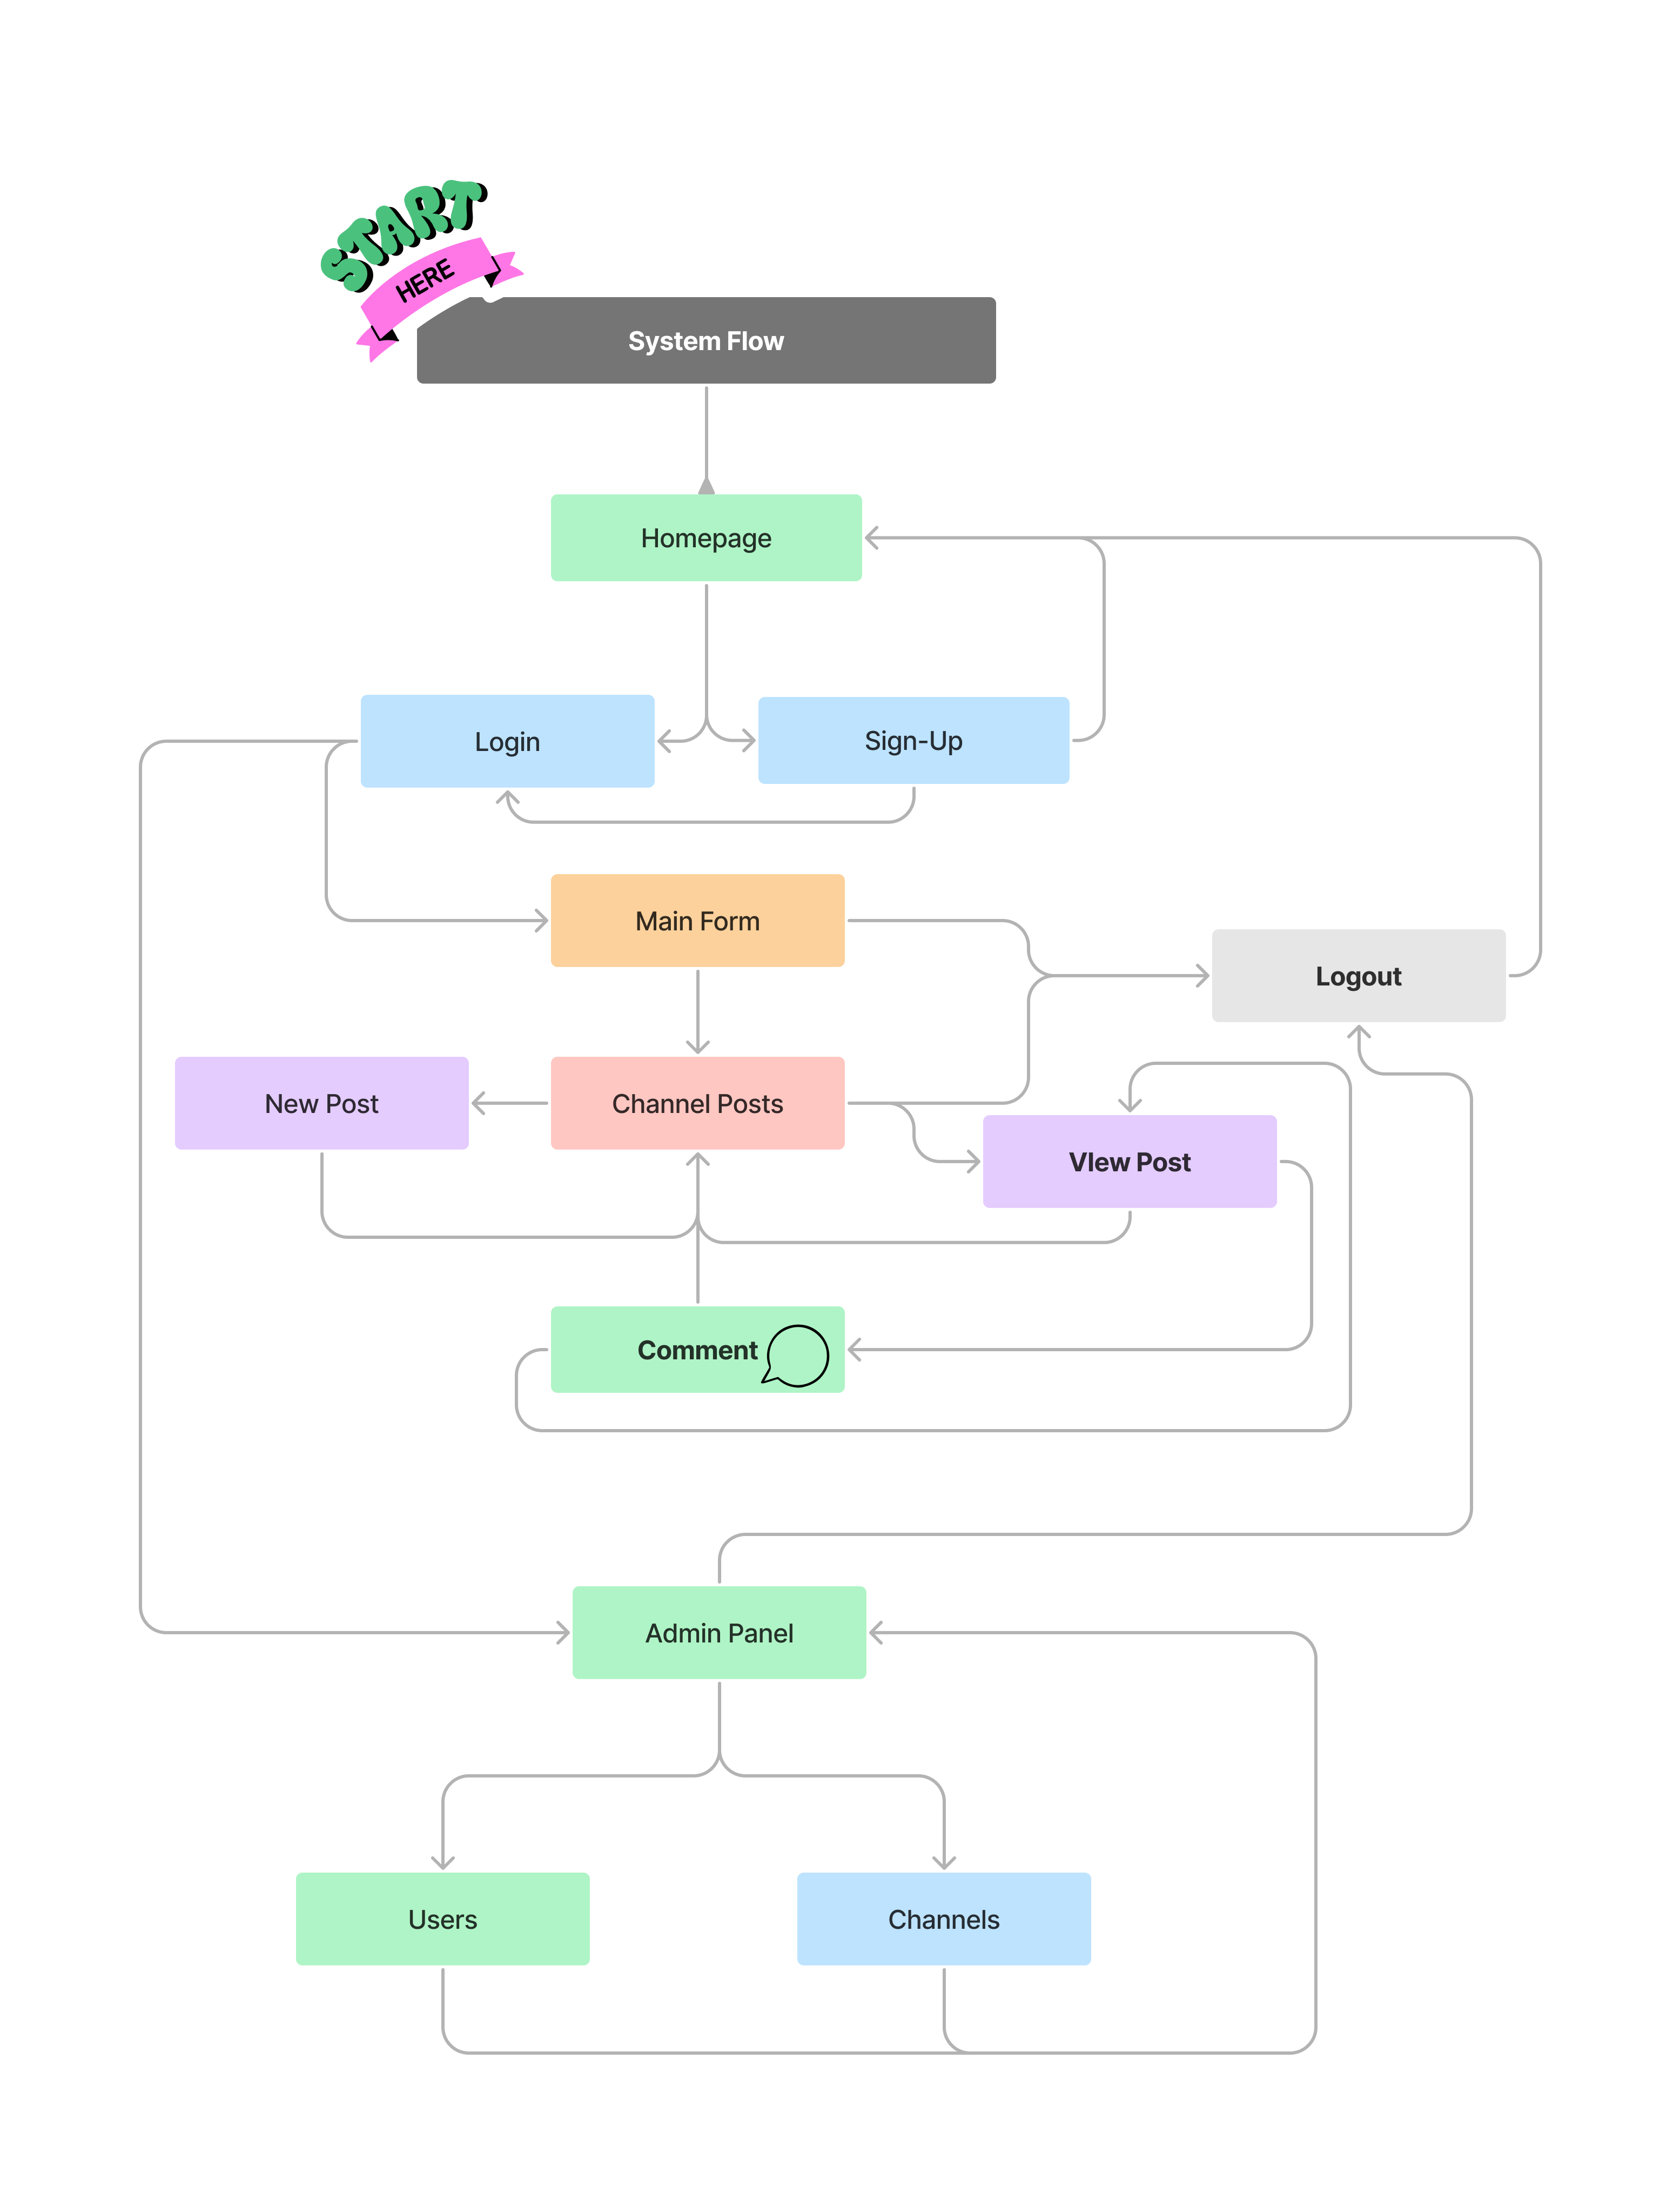 START
HERE
System Flow
Homepage
Login
Sign-Up
Main Form
Logout
New Post
Channel Posts
VIew Post
Comment
Admin Panel
Users
Channels